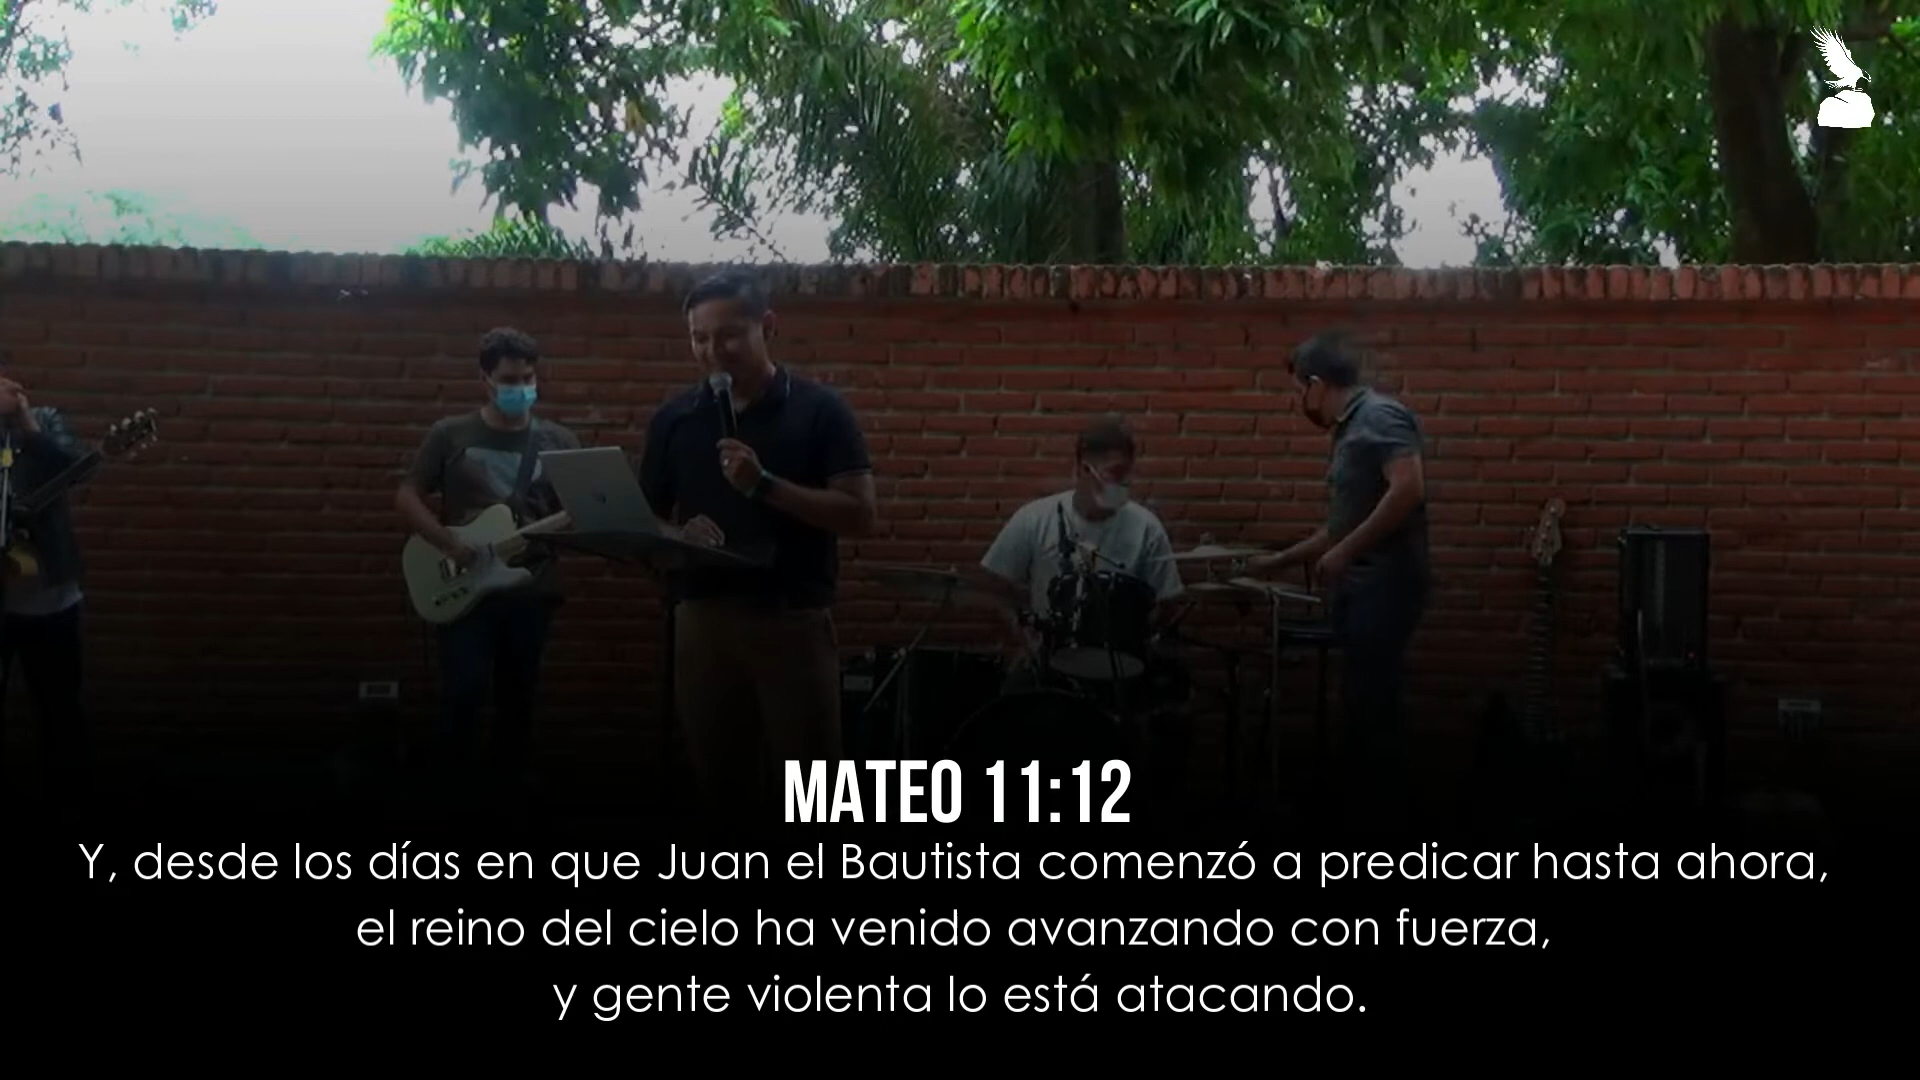 MATEO 11:12
Y, desde los días en que Juan el Bautista comenzó a predicar hasta ahora,
el reino del cielo ha venido avanzando con fuerza,
y gente violenta lo está atacando.